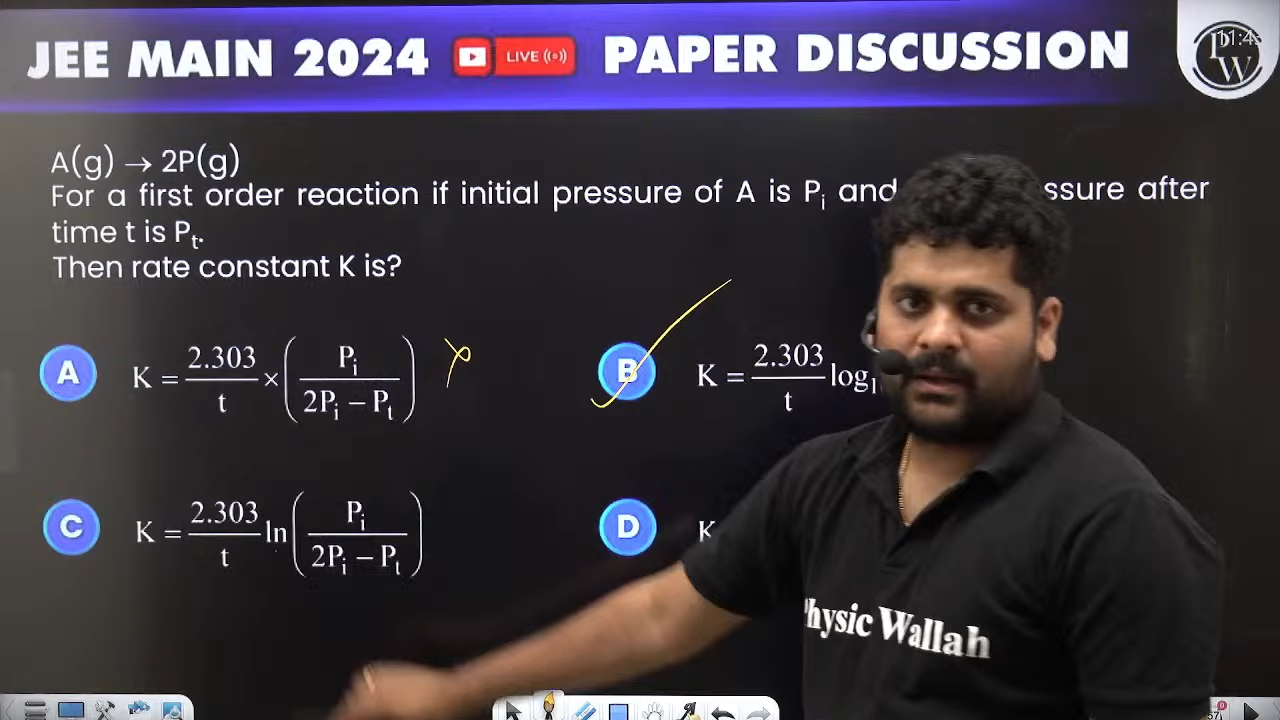 JEE MAIN 2024 LIVE PAPER DISCUSSION
A(g) → 2P(g)
For a first order reaction if initial pressure of A is Pᵢ and after
time t is Pₜ.
Then rate constant K is?
A K = 2.303/t × (Pᵢ/(2Pᵢ – Pₜ))
B K = 2.303/t log
C K = 2.303/t ln (Pᵢ/(2Pᵢ – Pₜ))
D K
Physic Wallah